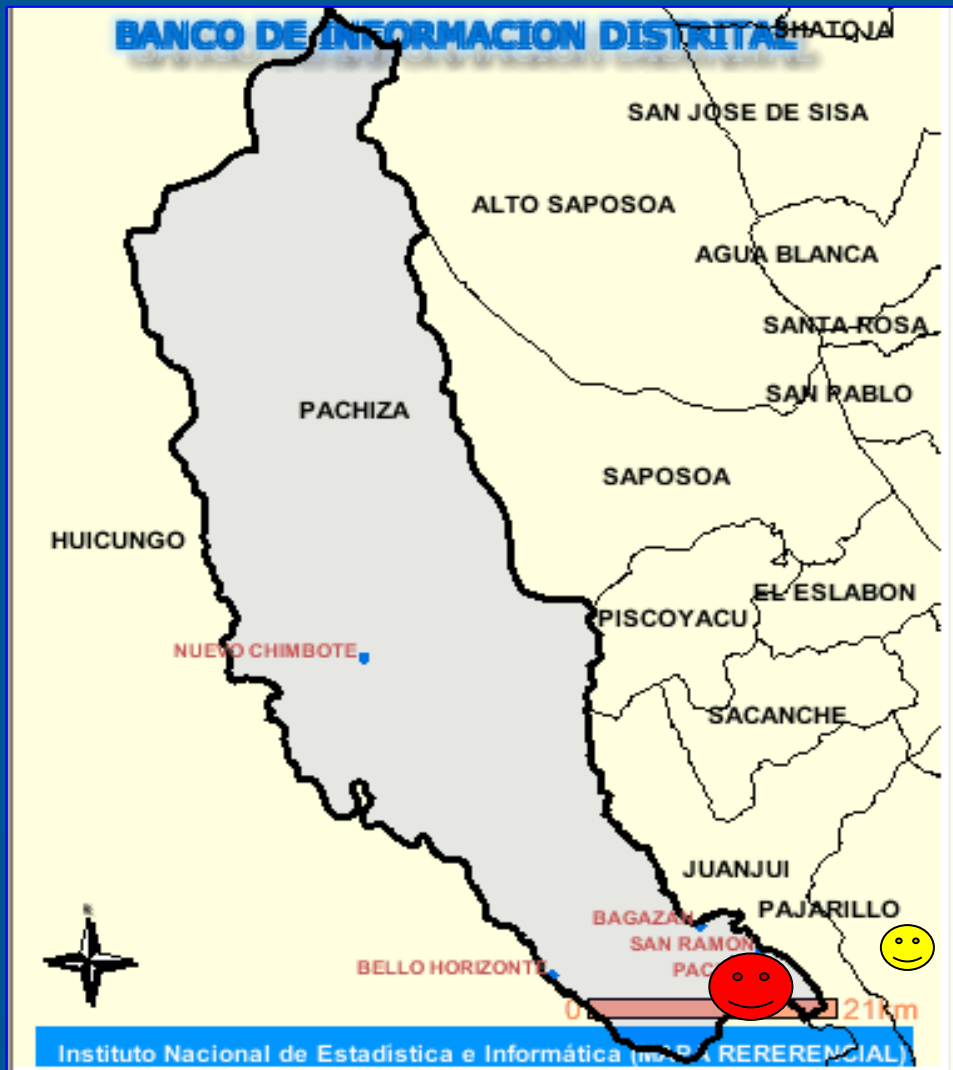 BANCO DE INFORMACION DISTRITAL
SHATOJA
SAN JOSE DE SISA
ALTO SAPOSOA
AGUA BLANCA
SANTA ROSA
SAN PABLO
PACHIZA
SAPOSOA
HUICUNGO
EL ESLABON
PISCOYACU
NUEVO CHIMBOTE
SACANCHE
JUANJUI
PAJARILLO
BAGAZAN
SAN RAMON
BELLO HORIZONTE
0 21km
Instituto Nacional de Estadística e Informática (MAPA RERERENCIAL)